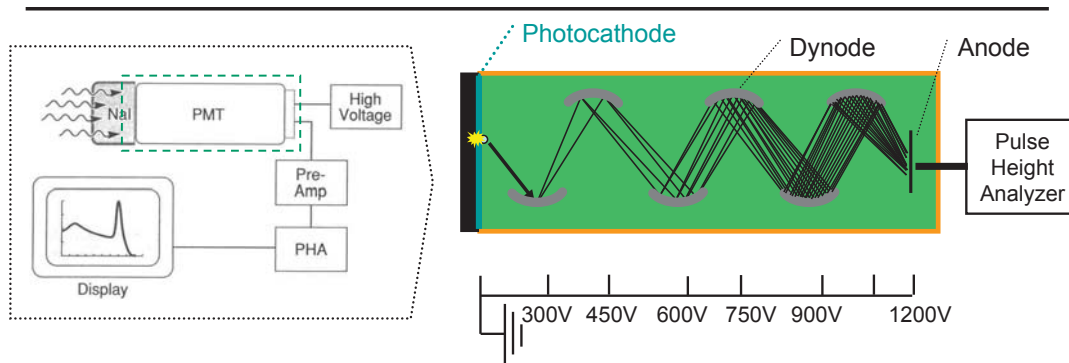 Photocathode
Dynode
Anode
NaI
PMT
High
Voltage
Pre-
Amp
PHA
Display
Pulse
Height
Analyzer
300V 450V 600V 750V 900V 1200V